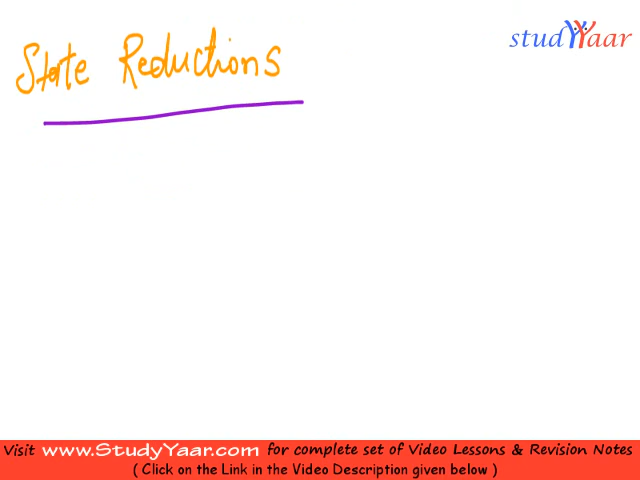 State Reductions
studYYaar
Visit www.StudyYaar.com for complete set of Video Lessons & Revision Notes
( Click on the Link in the Video Description given below )